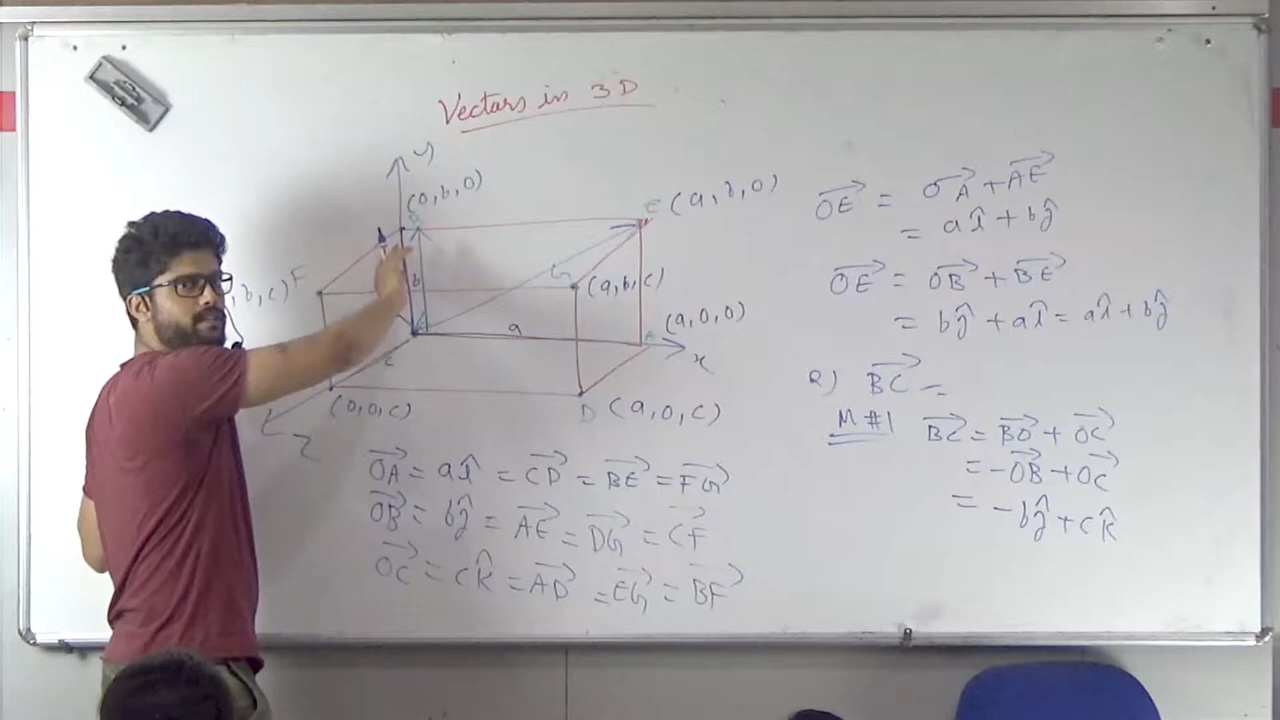 Vectors in 3D
y
(0,b,0)
E (a,b,0)
,b,c) F
G (a,b,c)
b
a
A (a,0,0)
x
c
(0,0,c)
D (a,0,c)
Z
OA→ = aî = CD→ = BE→ = FG→
OB→ = bĵ = AE→ = DG→ = CF→
OC→ = ck̂ = AD→ = EG→ = BF→
OE→ = OA→ + AE→
= aî + bĵ
OE→ = OB→ + BE→
= bĵ + aî = aî + bĵ
Q) BC→ =
M#1 BC→ = BO→ + OC→
= -OB→ + OC→
= -bĵ + ck̂